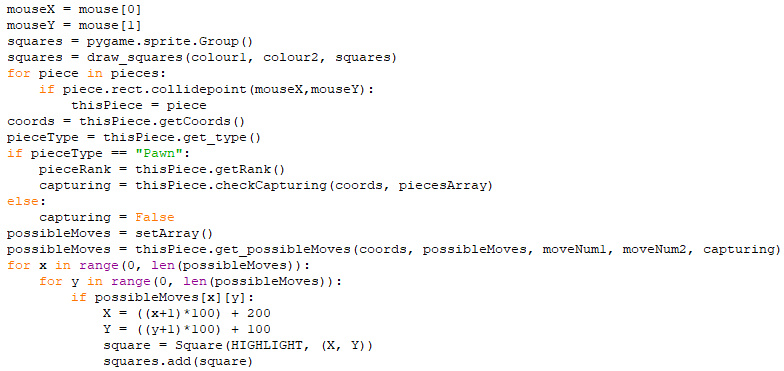 mouseX = mouse[0]
mouseY = mouse[1]
squares = pygame.sprite.Group()
squares = draw_squares(colour1, colour2, squares)
for piece in pieces:
    if piece.rect.collidepoint(mouseX,mouseY):
        thisPiece = piece
coords = thisPiece.getCoords()
pieceType = thisPiece.get_type()
if pieceType == "Pawn":
    pieceRank = thisPiece.getRank()
    capturing = thisPiece.checkCapturing(coords, piecesArray)
else:
    capturing = False
possibleMoves = setArray()
possibleMoves = thisPiece.get_possibleMoves(coords, possibleMoves, moveNum1, moveNum2, capturing)
for x in range(0, len(possibleMoves)):
    for y in range(0, len(possibleMoves)):
        if possibleMoves[x][y]:
            X = ((x+1)*100) + 200
            Y = ((y+1)*100) + 100
            square = Square(HIGHLIGHT, (X, Y))
            squares.add(square)